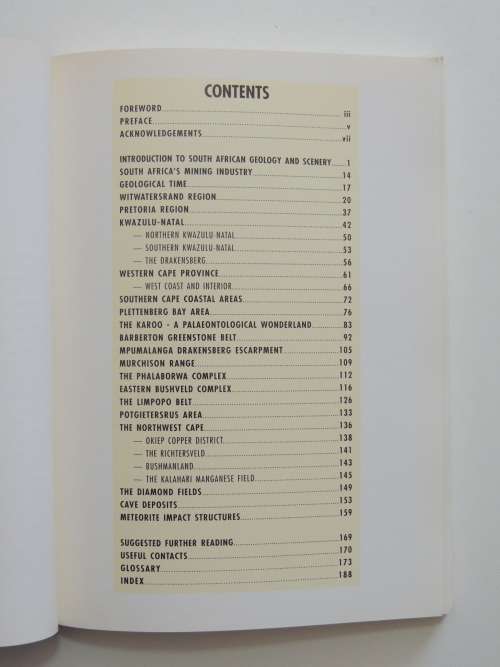 CONTENTS
FOREWORD iii
PREFACE v
ACKNOWLEDGEMENTS vii
INTRODUCTION TO SOUTH AFRICAN GEOLOGY AND SCENERY 1
SOUTH AFRICA'S MINING INDUSTRY 14
GEOLOGICAL TIME 17
WITWATERSRAND REGION 20
PRETORIA REGION 37
KWAZULU-NATAL 42
— NORTHERN KWAZULU-NATAL 50
— SOUTHERN KWAZULU-NATAL 53
— THE DRAKENSBERG 56
WESTERN CAPE PROVINCE 61
— WEST COAST AND INTERIOR 66
SOUTHERN CAPE COASTAL AREAS 72
PLETTENBERG BAY AREA 76
THE KAROO - A PALAEONTOLOGICAL WONDERLAND 83
BARBERTON GREENSTONE BELT 92
MPUMALANGA DRAKENSBERG ESCARPMENT 105
MURCHISON RANGE 109
THE PHALABORWA COMPLEX 112
EASTERN BUSHVELD COMPLEX 116
THE LIMPOPO BELT 126
POTGIETERSRUS AREA 133
THE NORTHWEST CAPE 136
— OKIEP COPPER DISTRICT 138
— THE RICHTERSVELD 141
— BUSHMANLAND 143
— THE KALAHARI MANGANESE FIELD 145
THE DIAMOND FIELDS 149
CAVE DEPOSITS 153
METEORITE IMPACT STRUCTURES 159
SUGGESTED FURTHER READING 169
USEFUL CONTACTS 170
GLOSSARY 173
INDEX 188